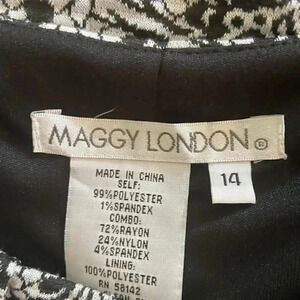 MAGGY LONDON®
14
MADE IN CHINA
SELF:
99%POLYESTER
1%SPANDEX
COMBO:
72%RAYON
24%NYLON
4%SPANDEX
LINING:
100%POLYESTER
RN 58142